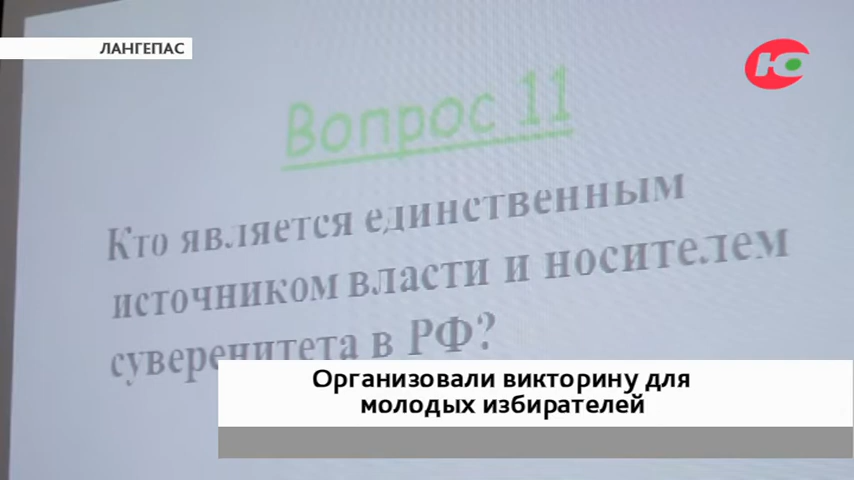 ЛАНГЕПАС
Ю
Вопрос 11
Кто является единственным
источником власти и носителем
суверенитета в РФ?
Организовали викторину для
молодых избирателей